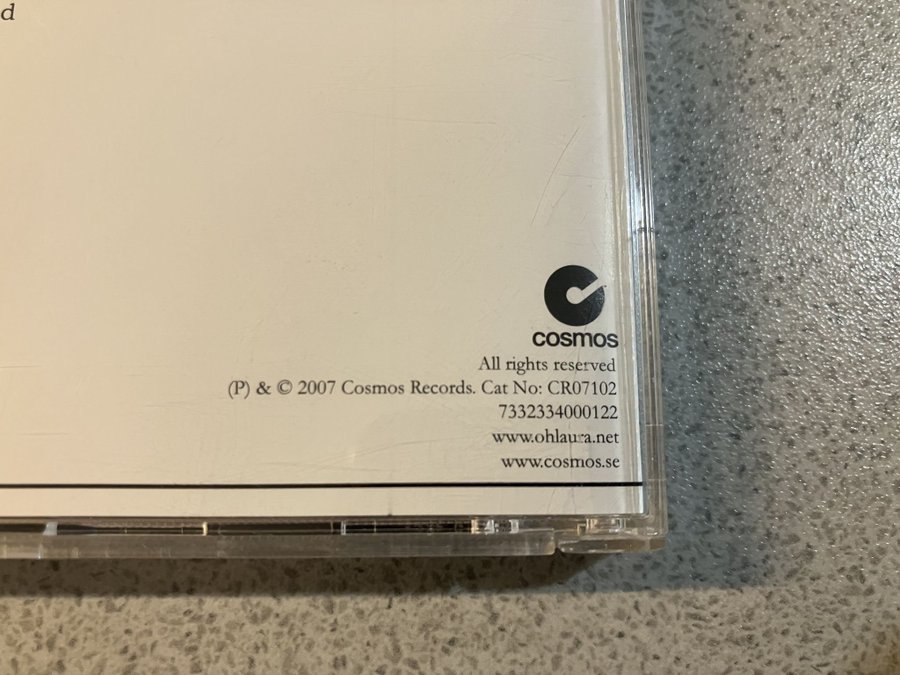 d
cosmos
All rights reserved
(P) & © 2007 Cosmos Records. Cat No: CR07102
7332334000122
www.ohlaura.net
www.cosmos.se